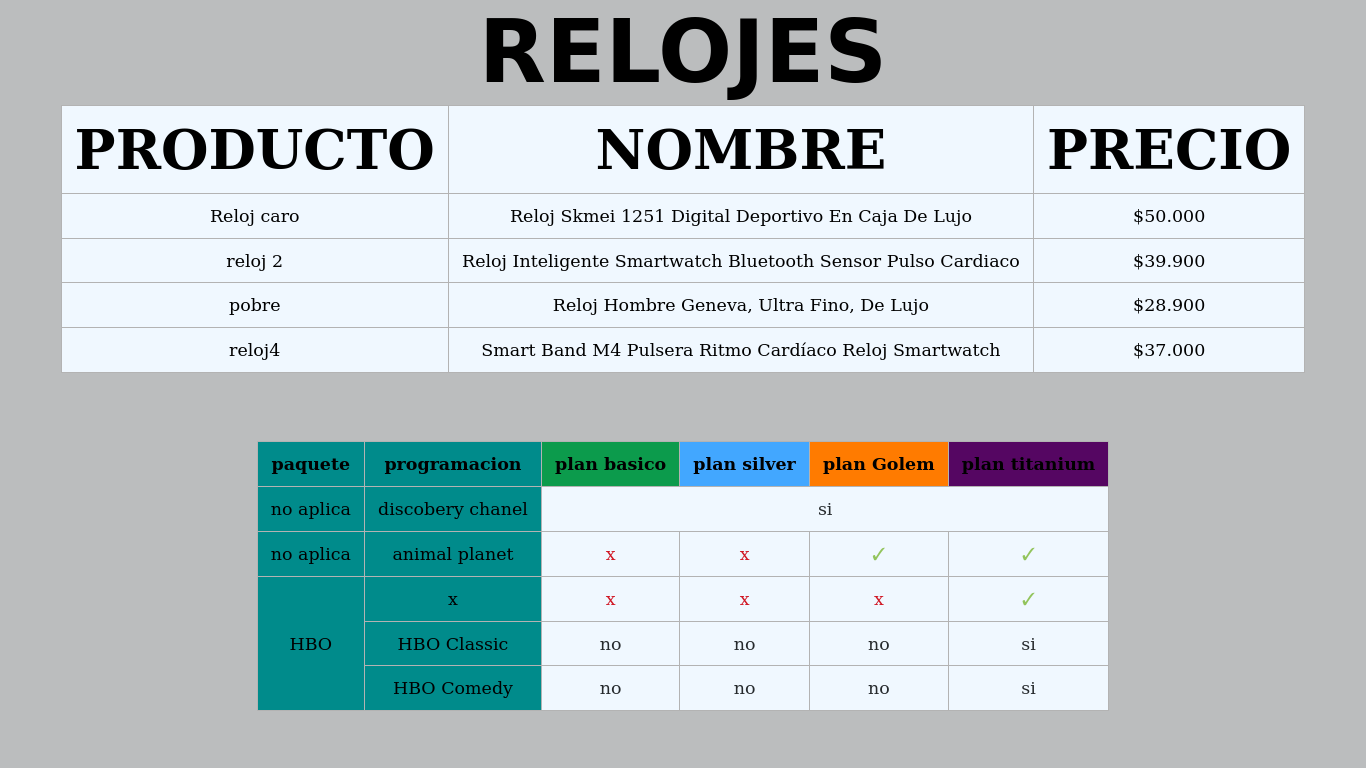 RELOJES
PRODUCTO NOMBRE PRECIO
Reloj caro Reloj Skmei 1251 Digital Deportivo En Caja De Lujo $50.000
reloj 2 Reloj Inteligente Smartwatch Bluetooth Sensor Pulso Cardiaco $39.900
pobre Reloj Hombre Geneva, Ultra Fino, De Lujo $28.900
reloj4 Smart Band M4 Pulsera Ritmo Cardíaco Reloj Smartwatch $37.000
paquete programacion plan basico plan silver plan Golem plan titanium
no aplica discobery chanel si
no aplica animal planet x x ✓ ✓
x x x x ✓
HBO HBO Classic no no no si
HBO Comedy no no no si